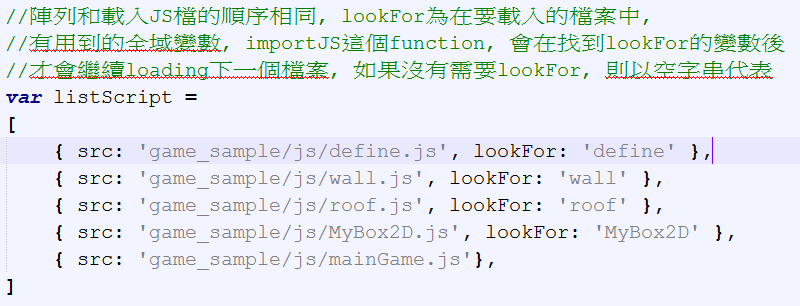 //陣列和載入JS檔的順序相同, lookFor為在要載入的檔案中,
//有用到的全域變數, importJS這個function, 會在找到lookFor的變數後
//才會繼續loading下一個檔案, 如果沒有需要lookFor, 則以空字串代表
var listScript =
[
    { src: 'game_sample/js/define.js', lookFor: 'define' },
    { src: 'game_sample/js/wall.js', lookFor: 'wall' },
    { src: 'game_sample/js/roof.js', lookFor: 'roof' },
    { src: 'game_sample/js/MyBox2D.js', lookFor: 'MyBox2D' },
    { src: 'game_sample/js/mainGame.js'},
]